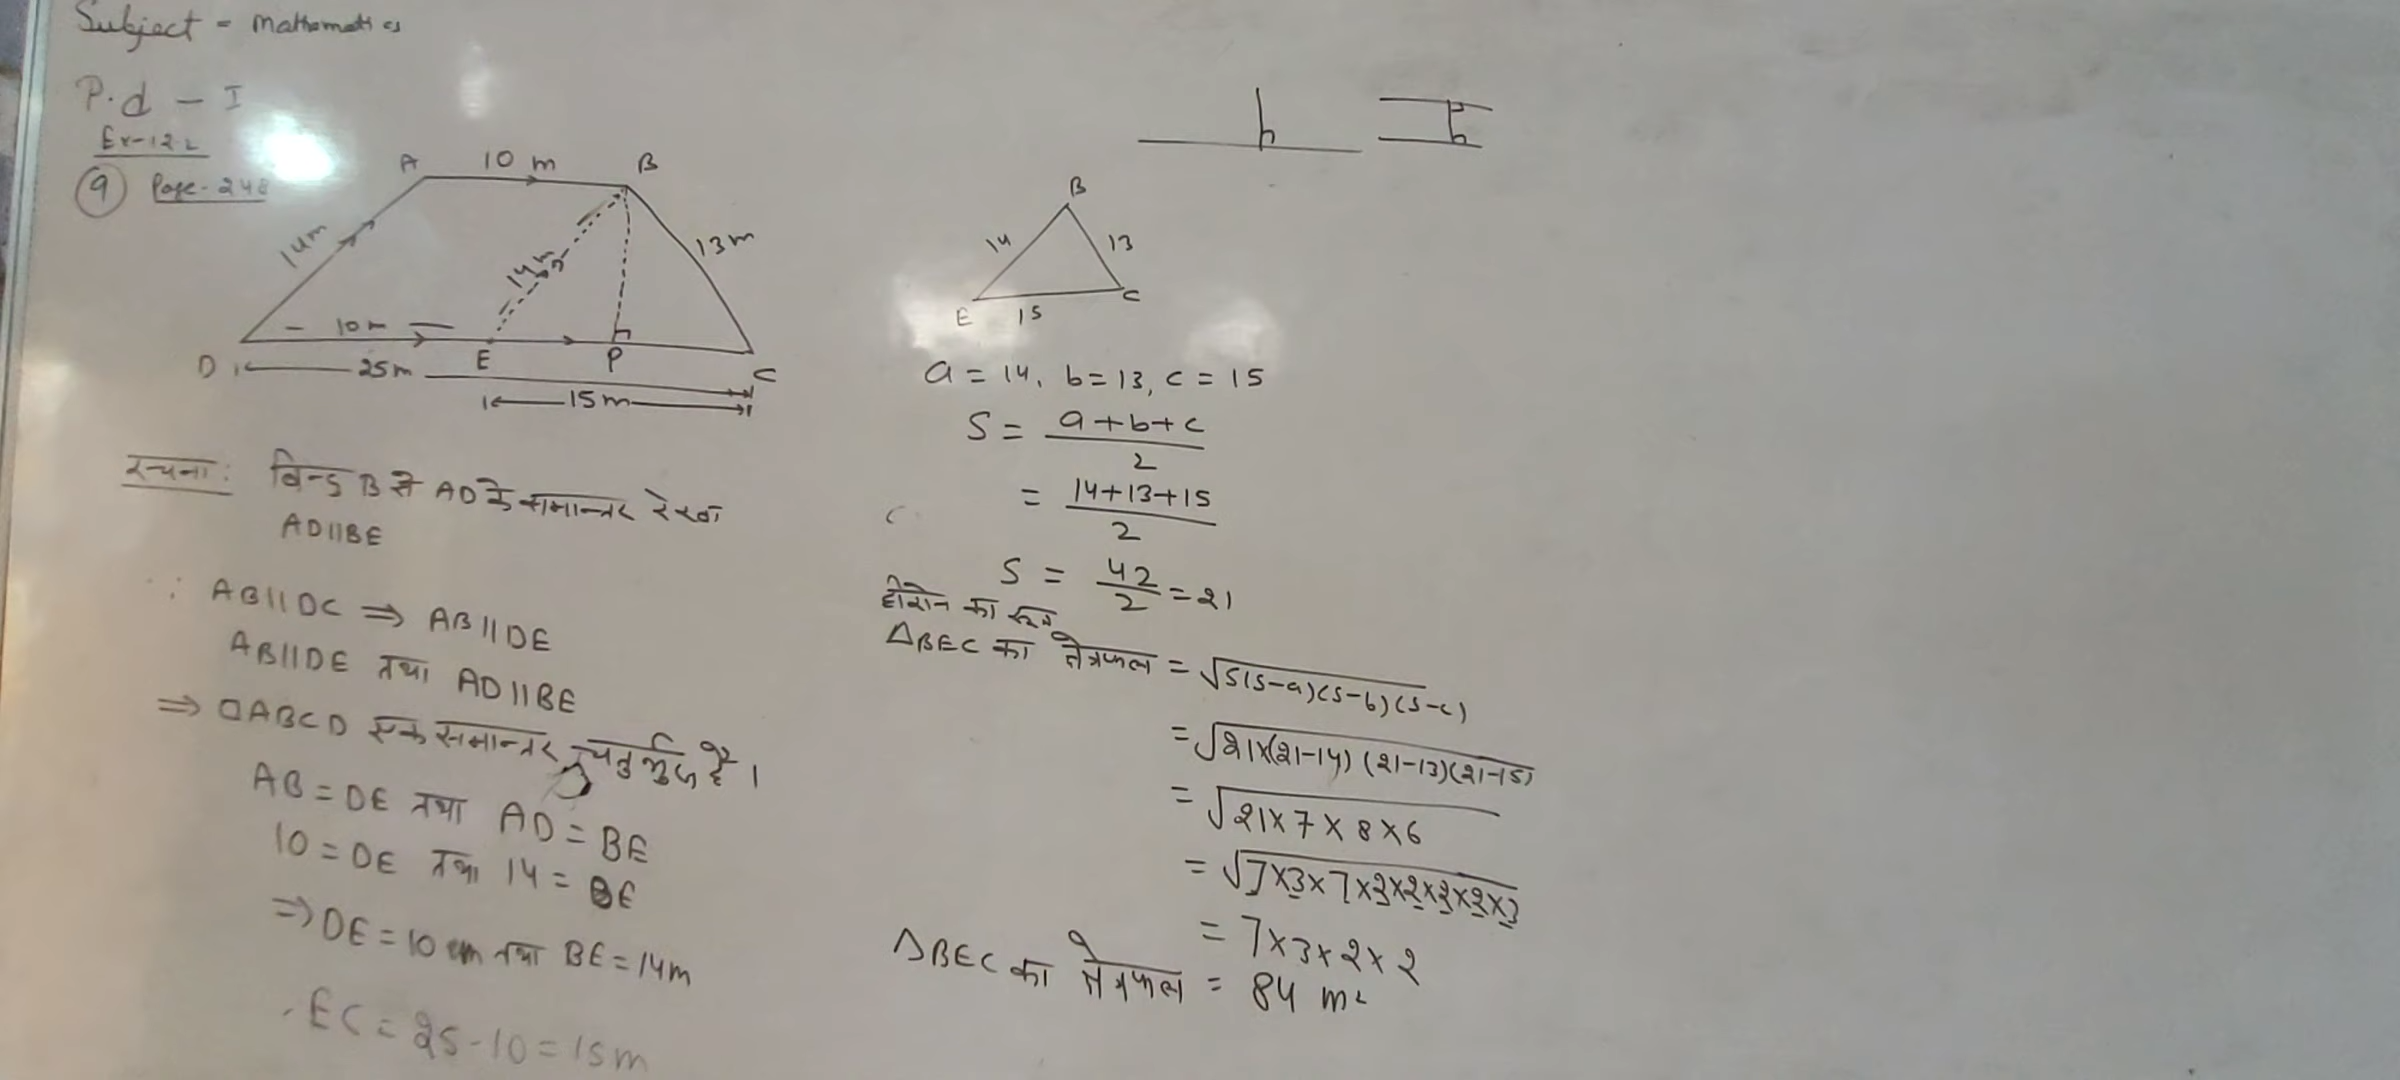 Subject = Mathematics
P.d - I
Ex-12.2
9 Page-248
A 10 m B
14m
14m
13m
10m
D E P C
25m
15m
रचना: बिन्दु B से AD के समान्तर रेखा
AD||BE
∵ AB||DC ⇒ AB||DE
AB||DE तथा AD||BE
⇒ □ABCD एक समान्तर चतुर्भुज है।
AB = DE तथा AD = BE
10 = DE तथा 14 = BE
⇒ DE = 10 m तथा BE = 14m
EC = 25-10 = 15m
B
14 13
E 15 C
a = 14, b = 13, c = 15
S = a+b+c/2
= 14+13+15/2
S = 42/2 = 21
हीरोन का सूत्र
△BEC का क्षेत्रफल = √S(S-a)(S-b)(S-c)
= √21×(21-14)(21-13)(21-15)
= √21×7×8×6
= √7×3×7×2×2×2×2×3
= 7×3×2×2
△BEC का क्षेत्रफल = 84 m²